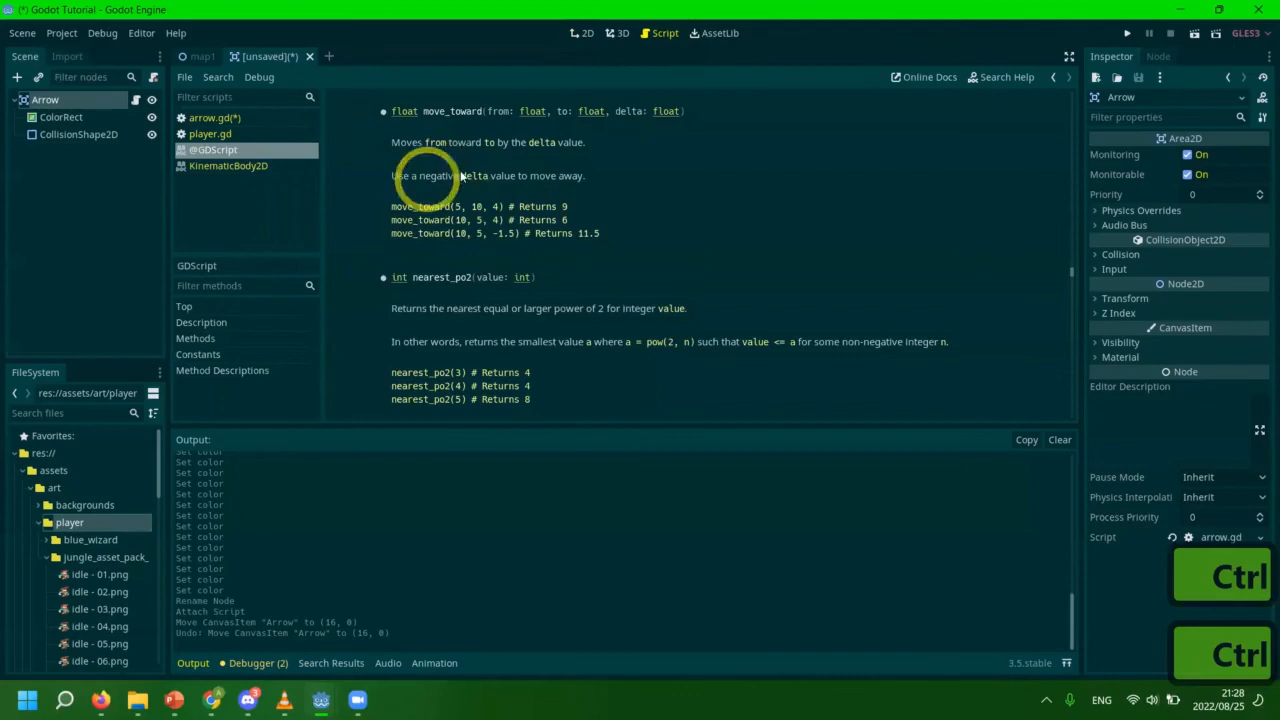 (*) Godot Tutorial - Godot Engine
Scene Project Debug Editor Help
2D 3D Script AssetLib
GLES3
Scene Import
map1 [unsaved](*)
Inspector Node
Filter nodes
File Search Debug
Online Docs Search Help
Arrow
ColorRect
CollisionShape2D
Filter scripts
arrow.gd(*)
player.gd
@GDScript
KinematicBody2D
GDScript
Filter methods
Top
Description
Methods
Constants
Method Descriptions
float move_toward(from: float, to: float, delta: float)
Moves from toward to by the delta value.
Use a negative delta value to move away.
move_toward(5, 10, 4) # Returns 9
move_toward(10, 5, 4) # Returns 6
move_toward(10, 5, -1.5) # Returns 11.5
int nearest_po2(value: int)
Returns the nearest equal or larger power of 2 for integer value.
In other words, returns the smallest value a where a = pow(2, n) such that value <= a for some non-negative integer n.
nearest_po2(3) # Returns 4
nearest_po2(4) # Returns 4
nearest_po2(5) # Returns 8
Arrow
Filter properties
Area2D
Monitoring On
Monitorable On
Priority 0
Physics Overrides
Audio Bus
CollisionObject2D
Collision
Input
Node2D
Transform
Z Index
CanvasItem
Visibility
Material
Node
Editor Description
Pause Mode Inherit
Physics Interpolati Inherit
Process Priority 0
Script arrow.gd
FileSystem
res://assets/art/player
Search files
Favorites:
res://
assets
art
backgrounds
player
blue_wizard
jungle_asset_pack_
idle - 01.png
idle - 02.png
idle - 03.png
idle - 04.png
idle - 05.png
idle - 06.png
Output:
Copy Clear
Set color
Set color
Set color
Set color
Set color
Set color
Set color
Set color
Set color
Set color
Set color
Set color
Set color
Set color
Rename Node
Attach Script
Move CanvasItem "Arrow" to (16, 0)
Undo: Move CanvasItem "Arrow" to (16, 0)
Output Debugger (2) Search Results Audio Animation
3.5.stable
Ctrl
Ctrl
3
ENG
21:28
2022/08/25